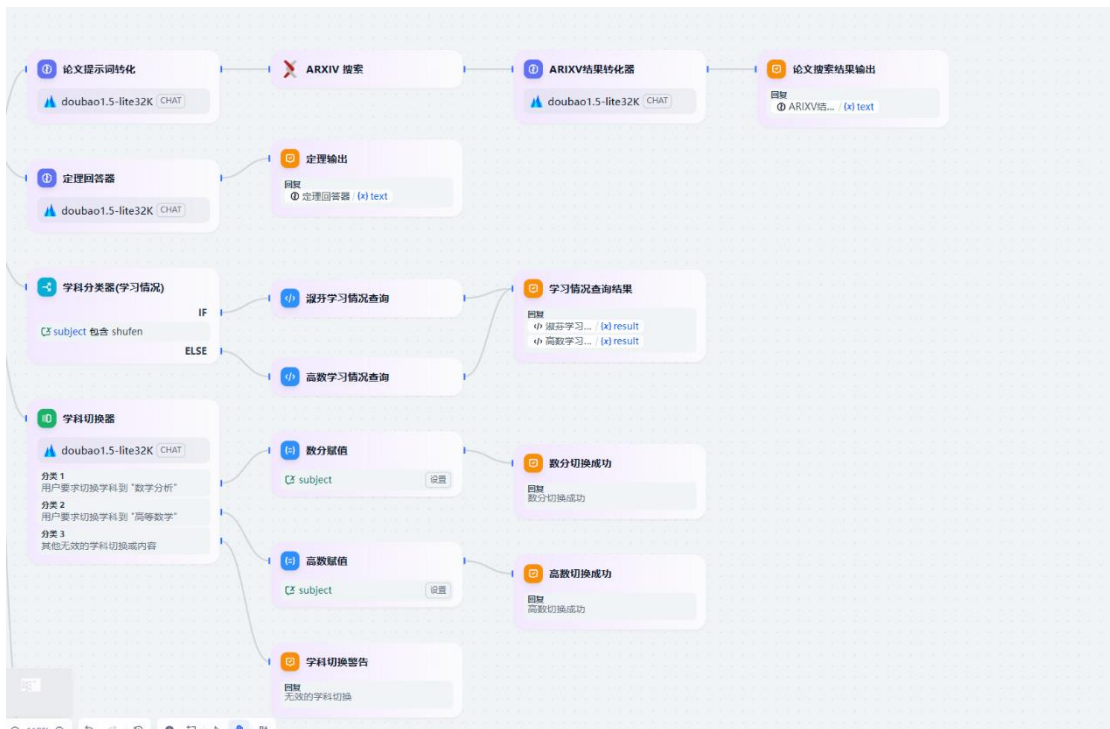 论文提示词转化
doubao1.5-lite32K CHAT
ARXIV 搜索
ARIXV结果转化器
doubao1.5-lite32K CHAT
论文搜索结果输出
回复
ARIXV结... / {x} text
定理回答器
doubao1.5-lite32K CHAT
定理输出
回复
定理回答器 / {x} text
学科分类器(学习情况)
IF
subject 包含 shufen
ELSE
淑芬学习情况查询
高数学习情况查询
学习情况查询结果
回复
淑芬学习... / {x} result
高数学习... / {x} result
学科切换器
doubao1.5-lite32K CHAT
分类 1
用户要求切换学科到 "数学分析"
分类 2
用户要求切换学科到 "高等数学"
分类 3
其他无效的学科切换或内容
数分赋值
subject 设置
数分切换成功
回复
数分切换成功
高数赋值
subject 设置
高数切换成功
回复
高数切换成功
学科切换警告
回复
无效的学科切换